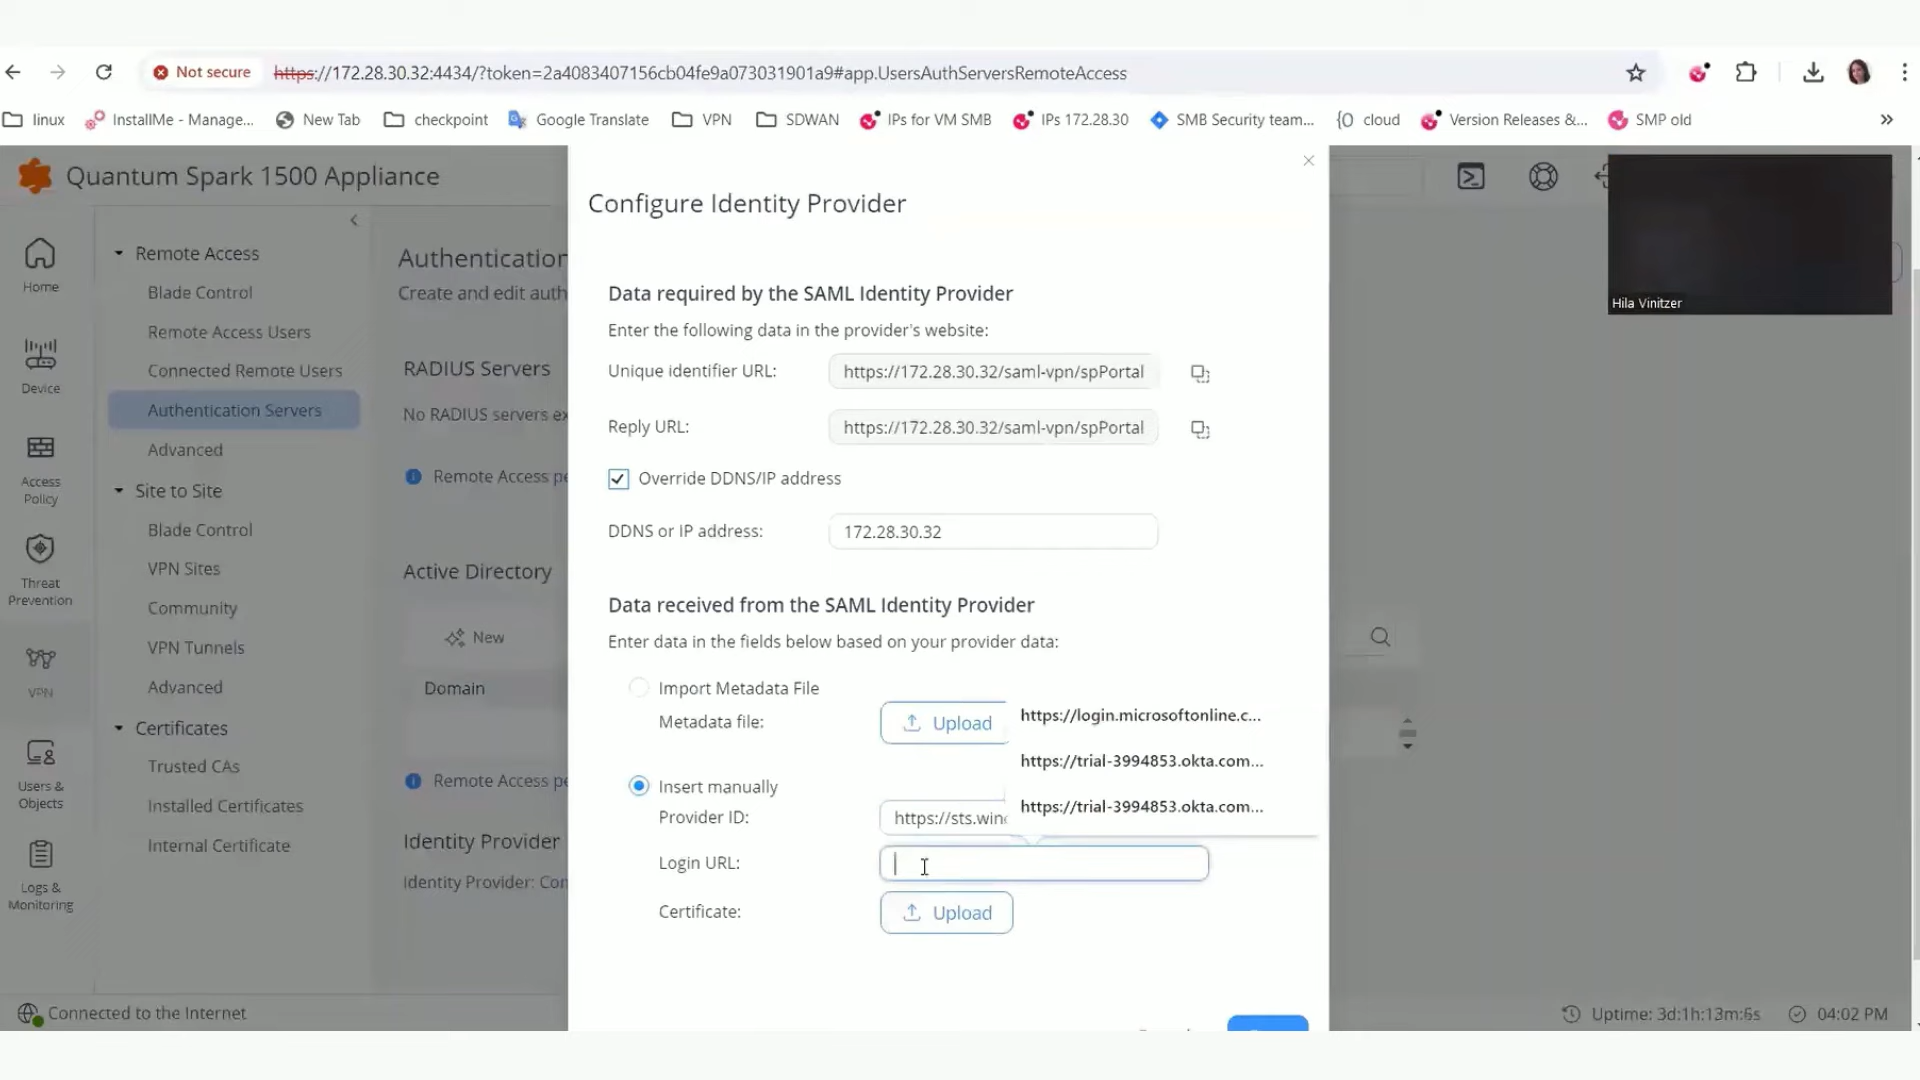 Not secure
https://172.28.30.32:4434/?token=2a4083407156cb04fe9a073031901a9#app.UsersAuthServersRemoteAccess
linux
InstallMe - Manage...
New Tab
checkpoint
Google Translate
VPN
SDWAN
IPs for VM SMB
IPs 172.28.30
SMB Security team...
cloud
Version Releases &...
SMP old
»
Quantum Spark 1500 Appliance
Home
Device
Access
Policy
Threat
Prevention
VPN
Users &
Objects
Logs &
Monitoring
Remote Access
Blade Control
Remote Access Users
Connected Remote Users
Authentication Servers
Advanced
Site to Site
Blade Control
VPN Sites
Community
VPN Tunnels
Advanced
Certificates
Trusted CAs
Installed Certificates
Internal Certificate
Authentication
Create and edit auth
RADIUS Servers
No RADIUS servers ex
Remote Access pe
Active Directory
New
Domain
Remote Access pe
Identity Provider
Identity Provider: Con
Configure Identity Provider
Data required by the SAML Identity Provider
Enter the following data in the provider's website:
Unique identifier URL: https://172.28.30.32/saml-vpn/spPortal
Reply URL: https://172.28.30.32/saml-vpn/spPortal
Override DDNS/IP address
DDNS or IP address: 172.28.30.32
Data received from the SAML Identity Provider
Enter data in the fields below based on your provider data:
Import Metadata File
Metadata file: Upload
https://login.microsoftonline.c...
https://trial-3994853.okta.com...
https://trial-3994853.okta.com...
Insert manually
Provider ID: https://sts.win
Login URL:
Certificate: Upload
Hila Vinitzer
Connected to the Internet
Uptime: 3d:1h:13m:6s
04:02 PM